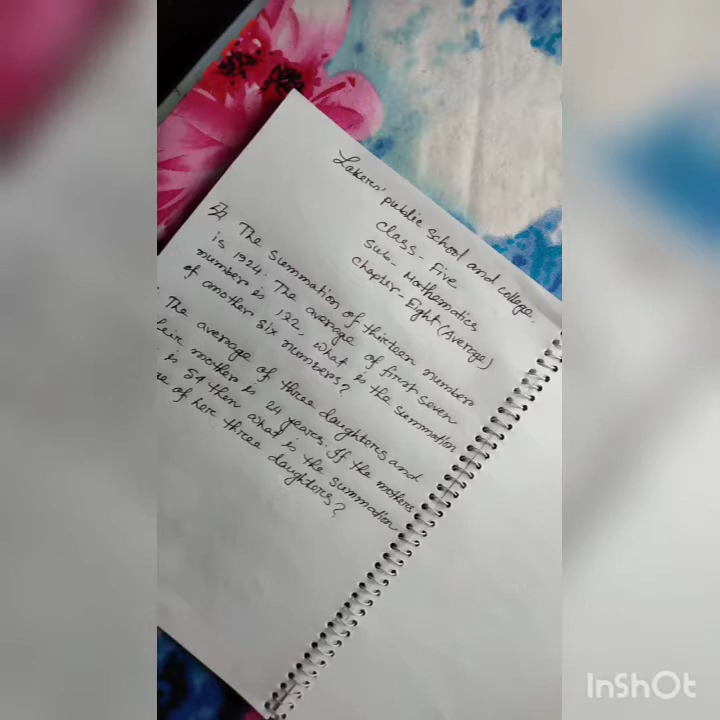 Lakers' public school and college.
Class- Five
Sub- Mathematics
Chapter- Eight (Average)
The summation of thirteen numbers
is 1924. The average of first seven
number is 122, what is the summation
of another six numbers?
The average of three daughters and
mother is 24 years. If the mothers
is 54 then what is the summation
of her three daughters?
InShOt